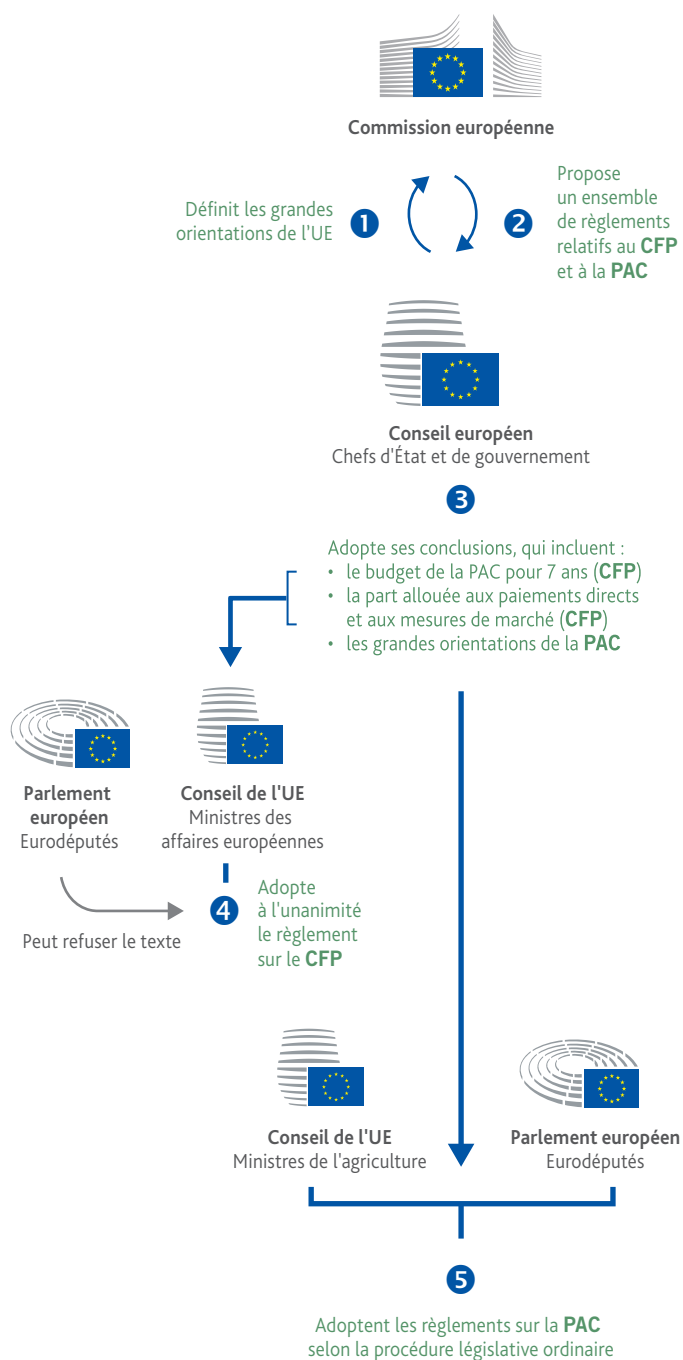 Commission européenne
Définit les grandes
orientations de l'UE
1
2
Propose
un ensemble
de règlements
relatifs au CFP
et à la PAC
Conseil européen
Chefs d'État et de gouvernement
3
Adopte ses conclusions, qui incluent :
• le budget de la PAC pour 7 ans (CFP)
• la part allouée aux paiements directs
et aux mesures de marché (CFP)
• les grandes orientations de la PAC
Parlement
européen
Eurodéputés
Conseil de l'UE
Ministres des
affaires européennes
Peut refuser le texte
4
Adopte
à l'unanimité
le règlement
sur le CFP
Conseil de l'UE
Ministres de l'agriculture
Parlement européen
Eurodéputés
5
Adoptent les règlements sur la PAC
selon la procédure législative ordinaire